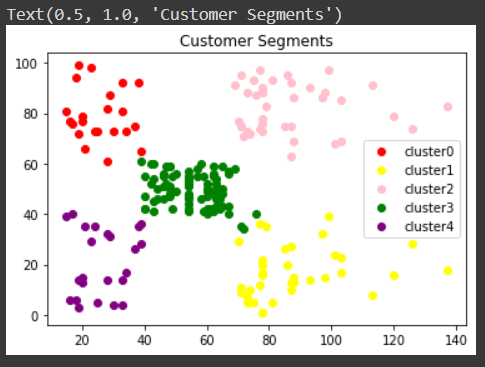 Text(0.5, 1.0, 'Customer Segments')
Customer Segments
100
80
60
40
20
0
cluster0
cluster1
cluster2
cluster3
cluster4
20 40 60 80 100 120 140